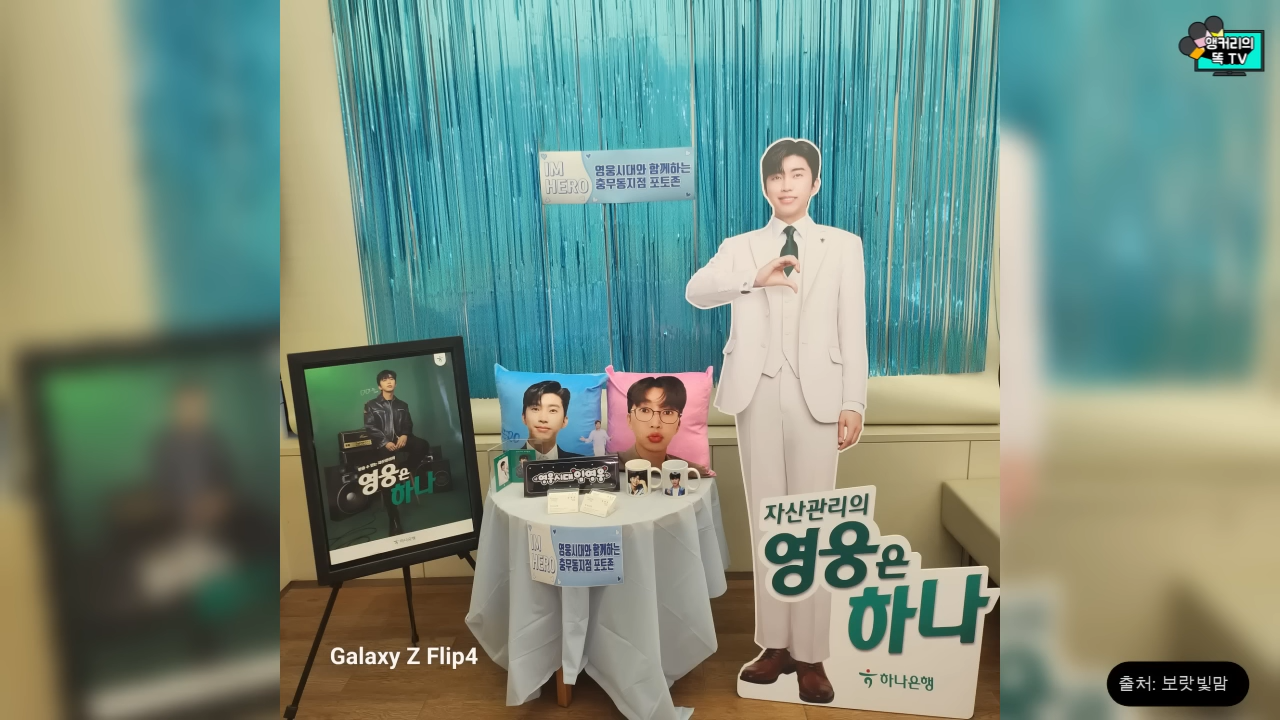 앵커리의
똑 TV
IM
HERO
영웅시대와 함께하는
충무동지점 포토존
영웅은
하나
하나은행
영웅시대임영웅
IM
HERO
영웅시대와 함께하는
충무동지점 포토존
자산관리의
영웅은
하나
하나은행
Galaxy Z Flip4
출처: 보랏빛맘